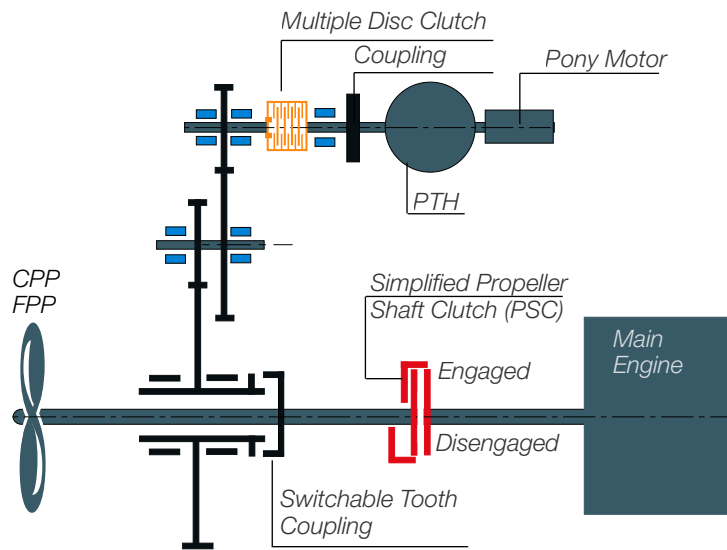 Multiple Disc Clutch
Coupling
Pony Motor
PTH
CPP
FPP
Simplified Propeller
Shaft Clutch (PSC)
Main
Engine
Engaged
Disengaged
Switchable Tooth
Coupling